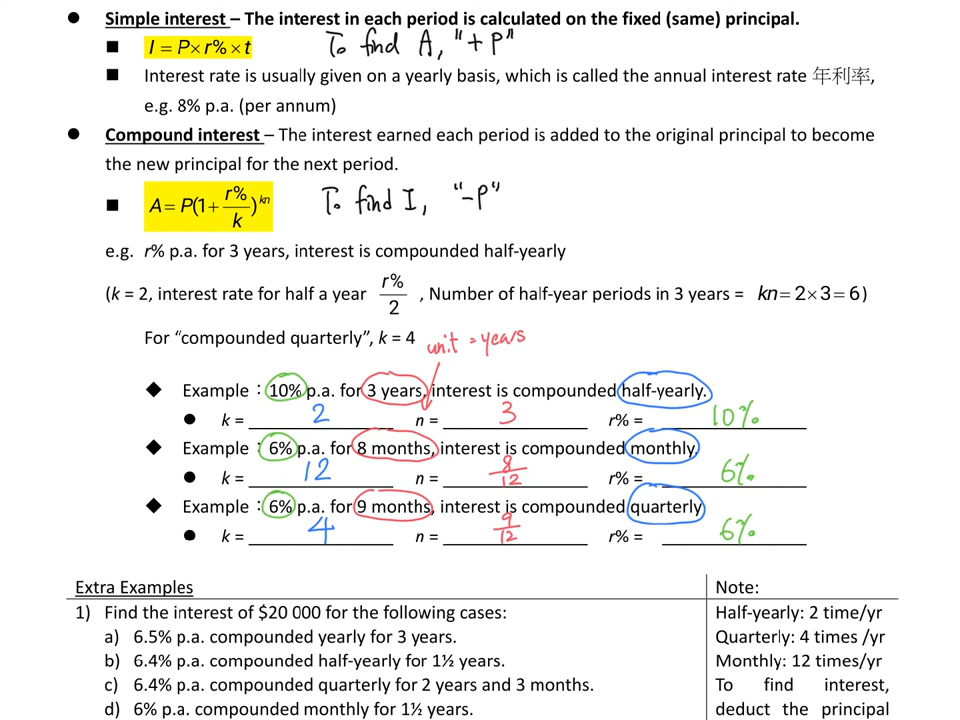 ● Simple interest – The interest in each period is calculated on the fixed (same) principal.
■ I = P × r% × t To find A, "+P"
■ Interest rate is usually given on a yearly basis, which is called the annual interest rate 年利率,
e.g. 8% p.a. (per annum)
● Compound interest – The interest earned each period is added to the original principal to become
the new principal for the next period.
■ A = P(1 + r%/k)^kn To find I, "–P"
e.g. r% p.a. for 3 years, interest is compounded half-yearly
(k = 2, interest rate for half a year r%/2 , Number of half-year periods in 3 years = kn = 2 × 3 = 6)
For "compounded quarterly", k = 4 unit = years
◆ Example : 10% p.a. for 3 years, interest is compounded half-yearly.
● k = 2 n = 3 r% = 10%
◆ Example : 6% p.a. for 8 months, interest is compounded monthly.
● k = 12 n = 8/12 r% = 6%
◆ Example : 6% p.a. for 9 months, interest is compounded quarterly
● k = 4 n = 9/12 r% = 6%
Extra Examples Note:
1) Find the interest of $20 000 for the following cases: Half-yearly: 2 time/yr
a) 6.5% p.a. compounded yearly for 3 years. Quarterly: 4 times /yr
b) 6.4% p.a. compounded half-yearly for 1½ years. Monthly: 12 times/yr
c) 6.4% p.a. compounded quarterly for 2 years and 3 months. To find interest,
d) 6% p.a. compounded monthly for 1½ years. deduct the principal